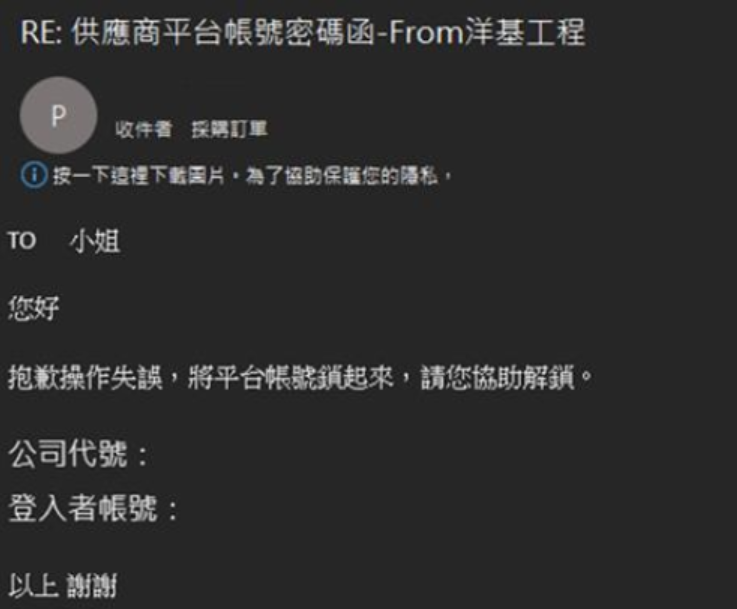 RE: 供應商平台帳號密碼函-From洋基工程
P
收件者 採購訂單
按一下這裡下載圖片。為了協助保護您的隱私，
TO 小姐
您好
抱歉操作失誤，將平台帳號鎖起來，請您協助解鎖。
公司代號：
登入者帳號：
以上 謝謝